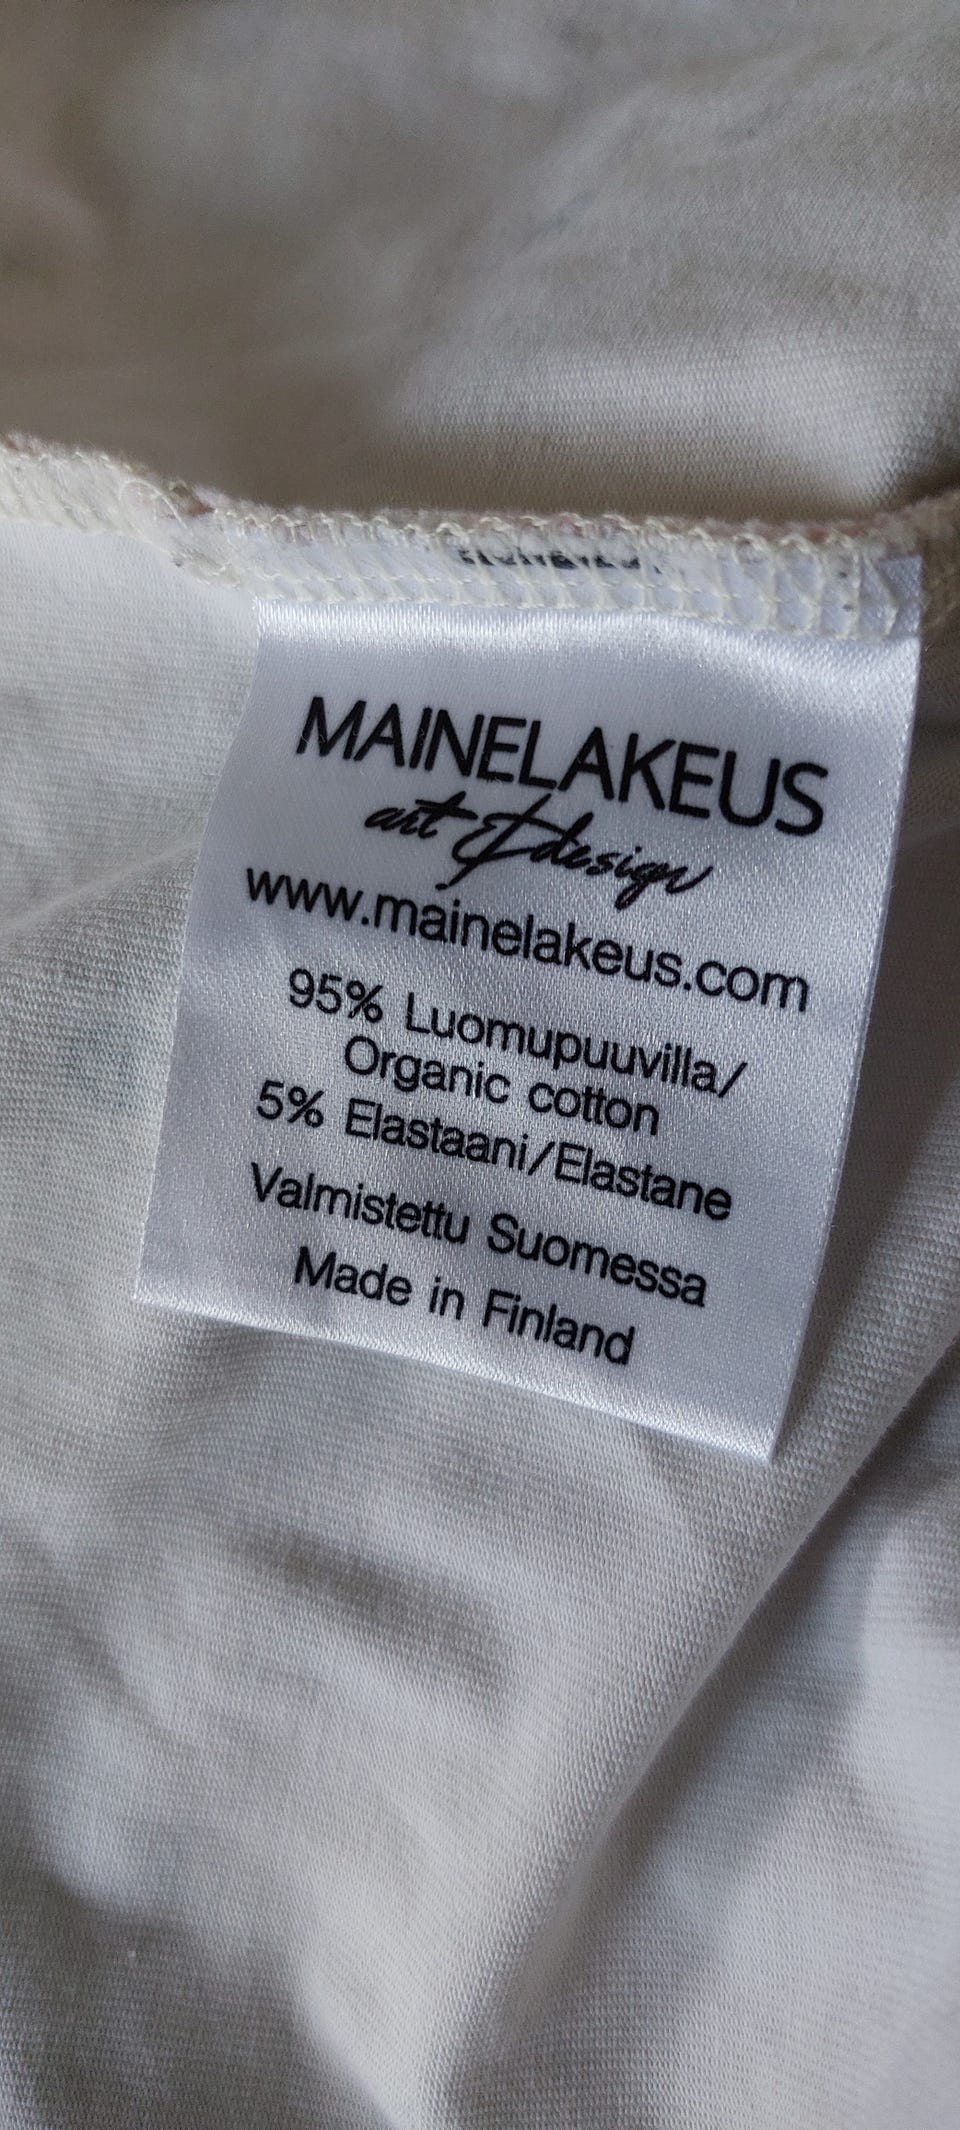 MAINELAKEUS
art & design
www.mainelakeus.com
95% Luomupuuvilla/
Organic cotton
5% Elastaani/Elastane
Valmistettu Suomessa
Made in Finland